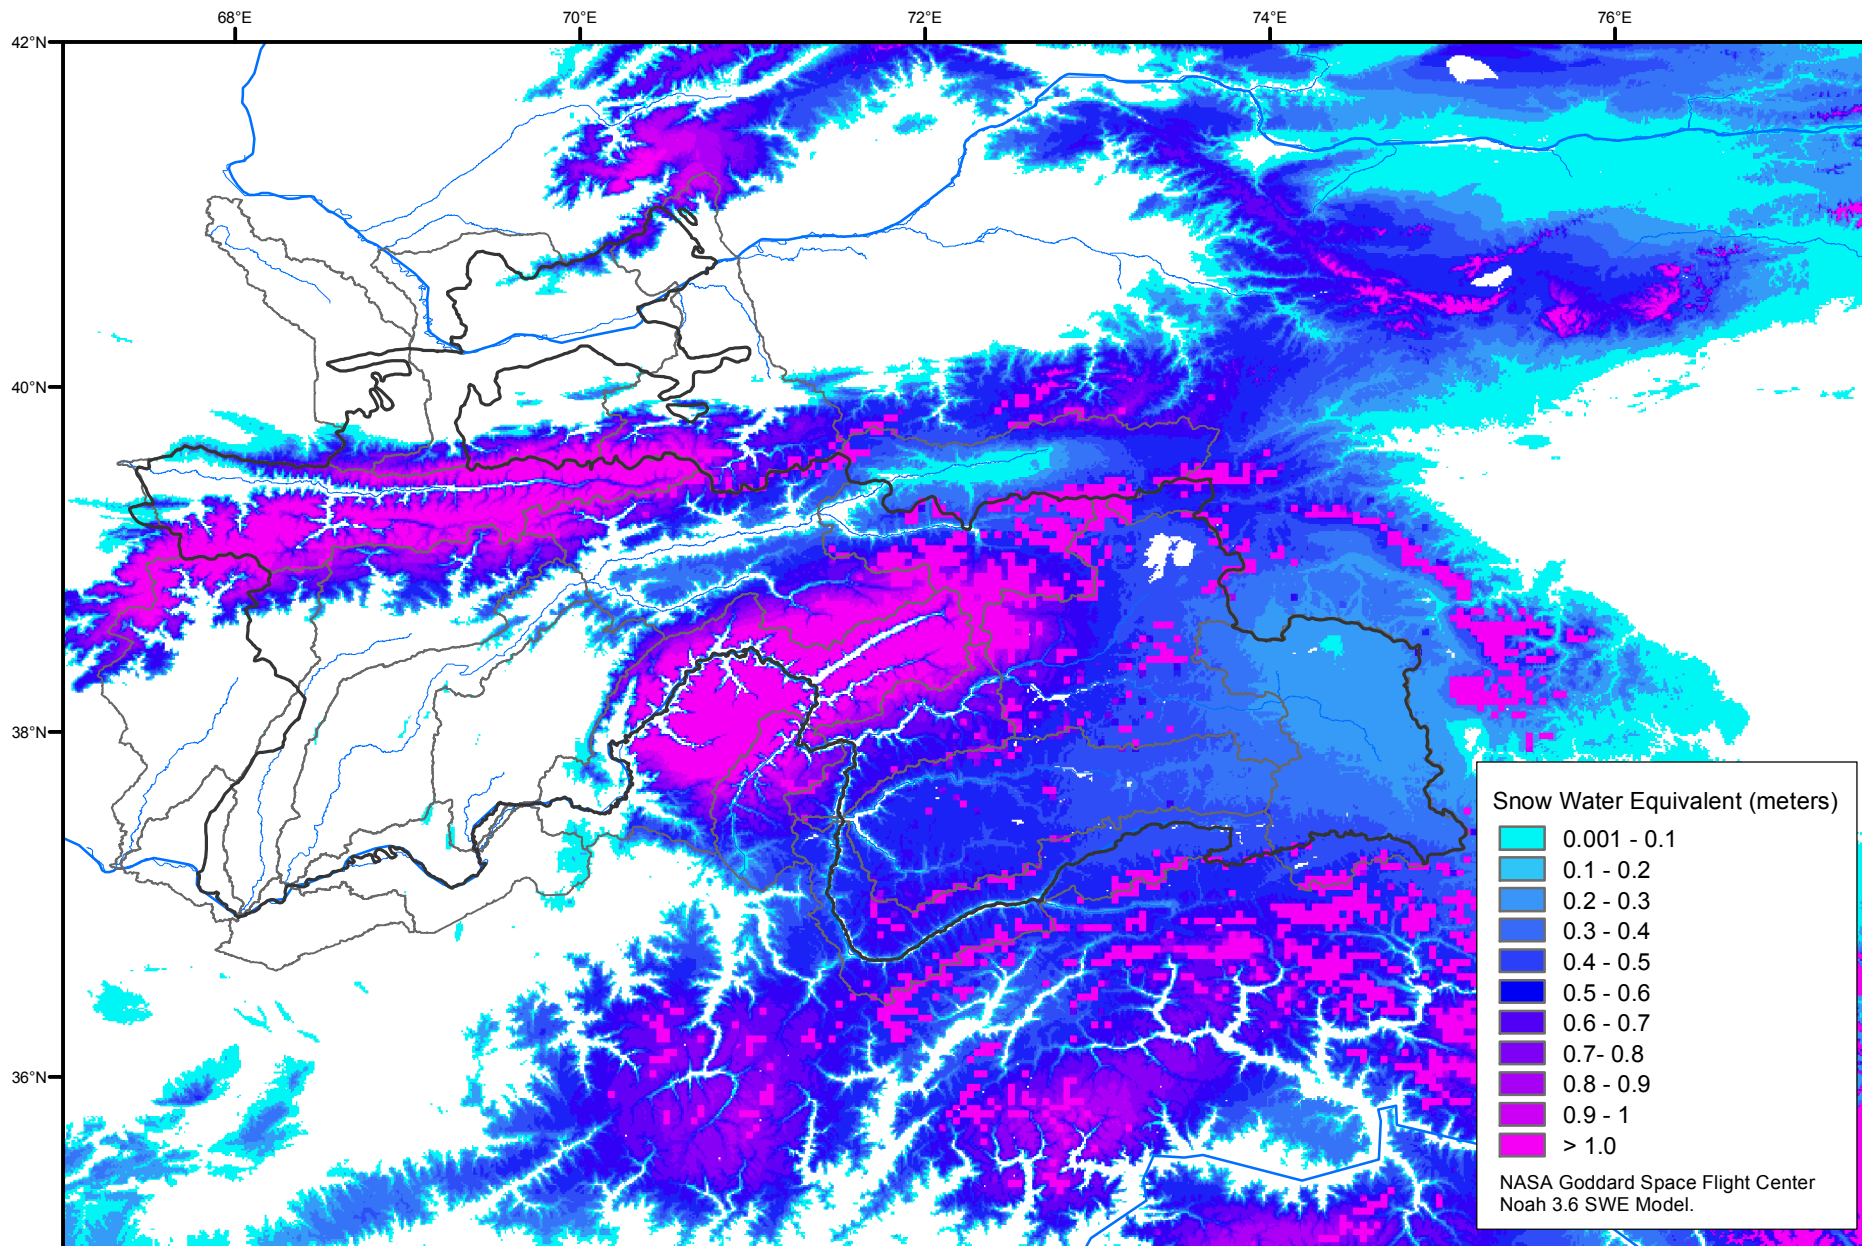 68°E
70°E
72°E
74°E
76°E
42°N
40°N
38°N
36°N
Snow Water Equivalent (meters)
0.001 - 0.1
0.1 - 0.2
0.2 - 0.3
0.3 - 0.4
0.4 - 0.5
0.5 - 0.6
0.6 - 0.7
0.7- 0.8
0.8 - 0.9
0.9 - 1
> 1.0
NASA Goddard Space Flight Center
Noah 3.6 SWE Model.